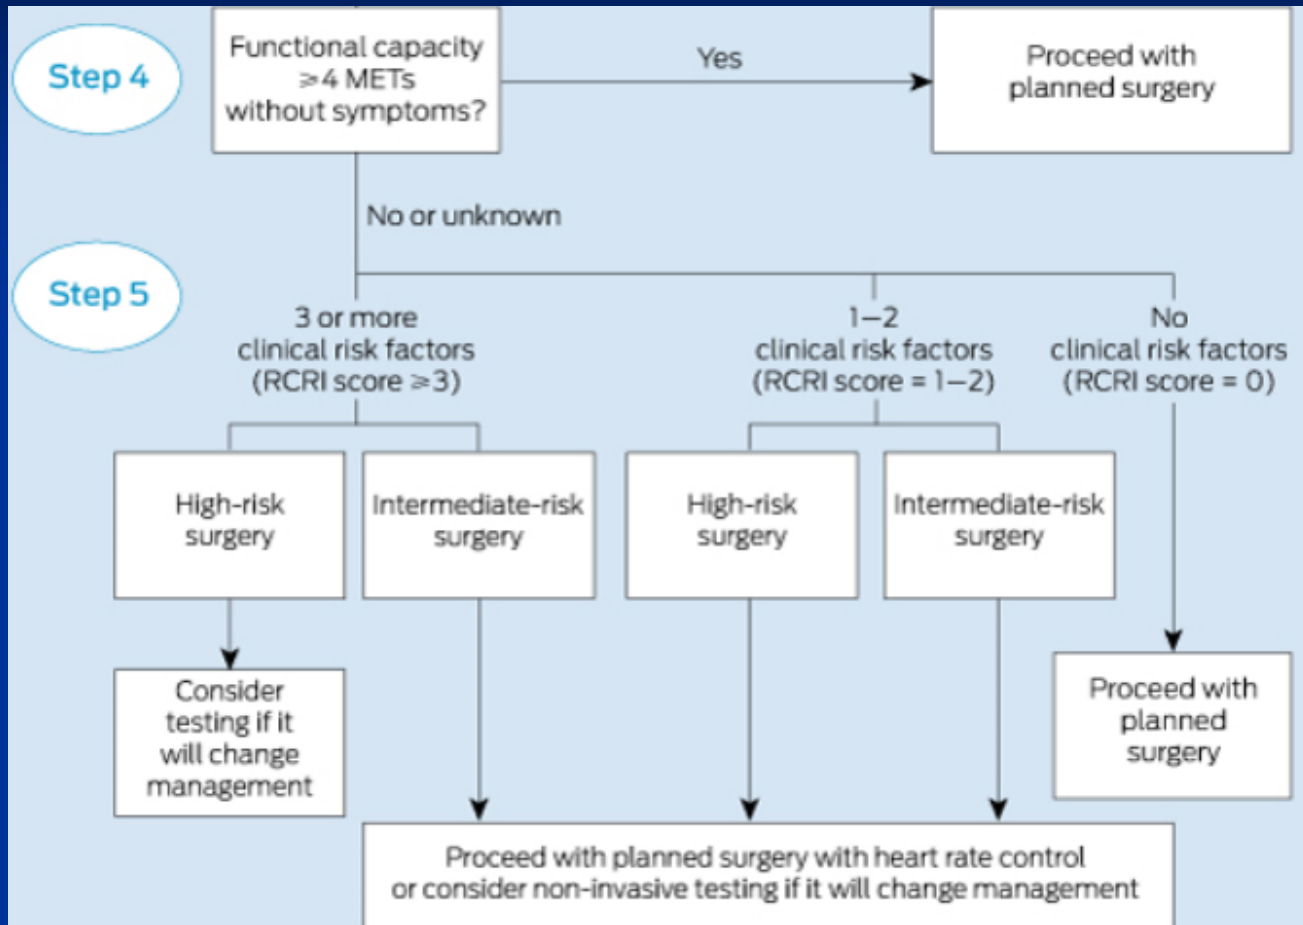 Step 4
Functional capacity
⩾4 METs
without symptoms?
Yes
Proceed with
planned surgery
No or unknown
Step 5
3 or more
clinical risk factors
(RCRI score ⩾3)
1–2
clinical risk factors
(RCRI score = 1–2)
No
clinical risk factors
(RCRI score = 0)
High-risk
surgery
Intermediate-risk
surgery
High-risk
surgery
Intermediate-risk
surgery
Consider
testing if it
will change
management
Proceed with
planned
surgery
Proceed with planned surgery with heart rate control
or consider non-invasive testing if it will change management